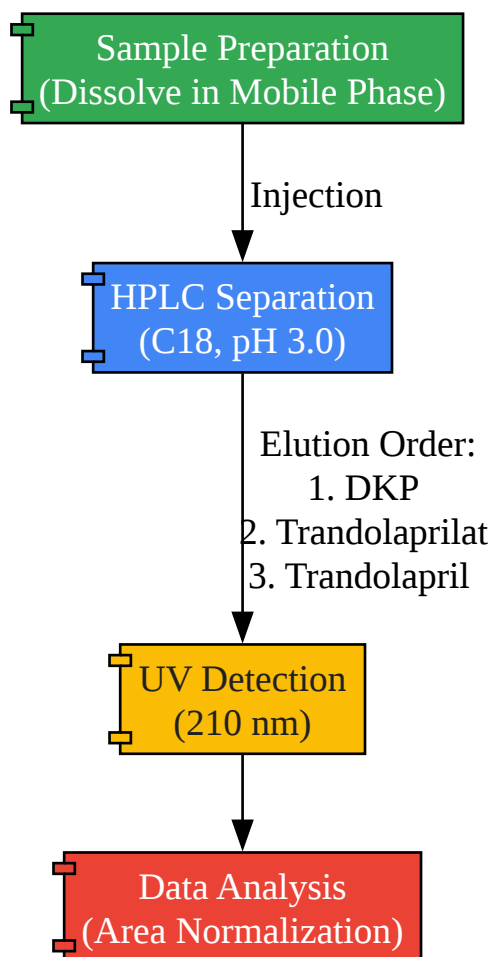 Sample Preparation
(Dissolve in Mobile Phase)
Injection
HPLC Separation
(C18, pH 3.0)
Elution Order:
1. DKP
2. Trandolaprilat
3. Trandolapril
UV Detection
(210 nm)
Data Analysis
(Area Normalization)